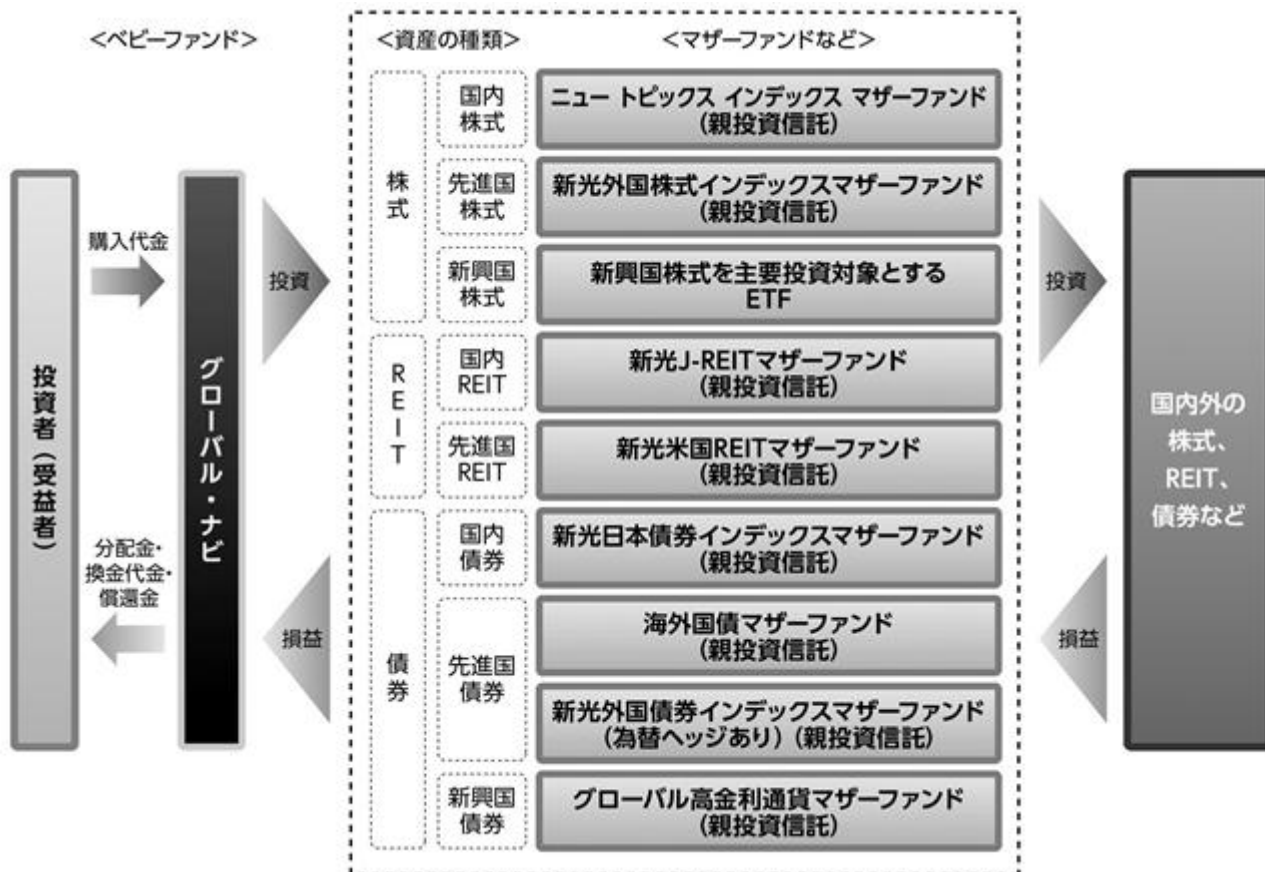 ＜ベビーファンド＞
＜資産の種類＞
＜マザーファンドなど＞
投資者（受益者）
購入代金
分配金・
換金代金・
償還金
グローバル・ナビ
投資
損益
株式
国内
株式
ニュー トピックス インデックス マザーファンド
（親投資信託）
先進国
株式
新光外国株式インデックスマザーファンド
（親投資信託）
新興国
株式
新興国株式を主要投資対象とする
ETF
REIT
国内
REIT
新光J-REITマザーファンド
（親投資信託）
先進国
REIT
新光米国REITマザーファンド
（親投資信託）
債券
国内
債券
新光日本債券インデックスマザーファンド
（親投資信託）
先進国
債券
海外国債マザーファンド
（親投資信託）
新光外国債券インデックスマザーファンド
（為替ヘッジあり）（親投資信託）
新興国
債券
グローバル高金利通貨マザーファンド
（親投資信託）
投資
損益
国内外の
株式、
REIT、
債券など